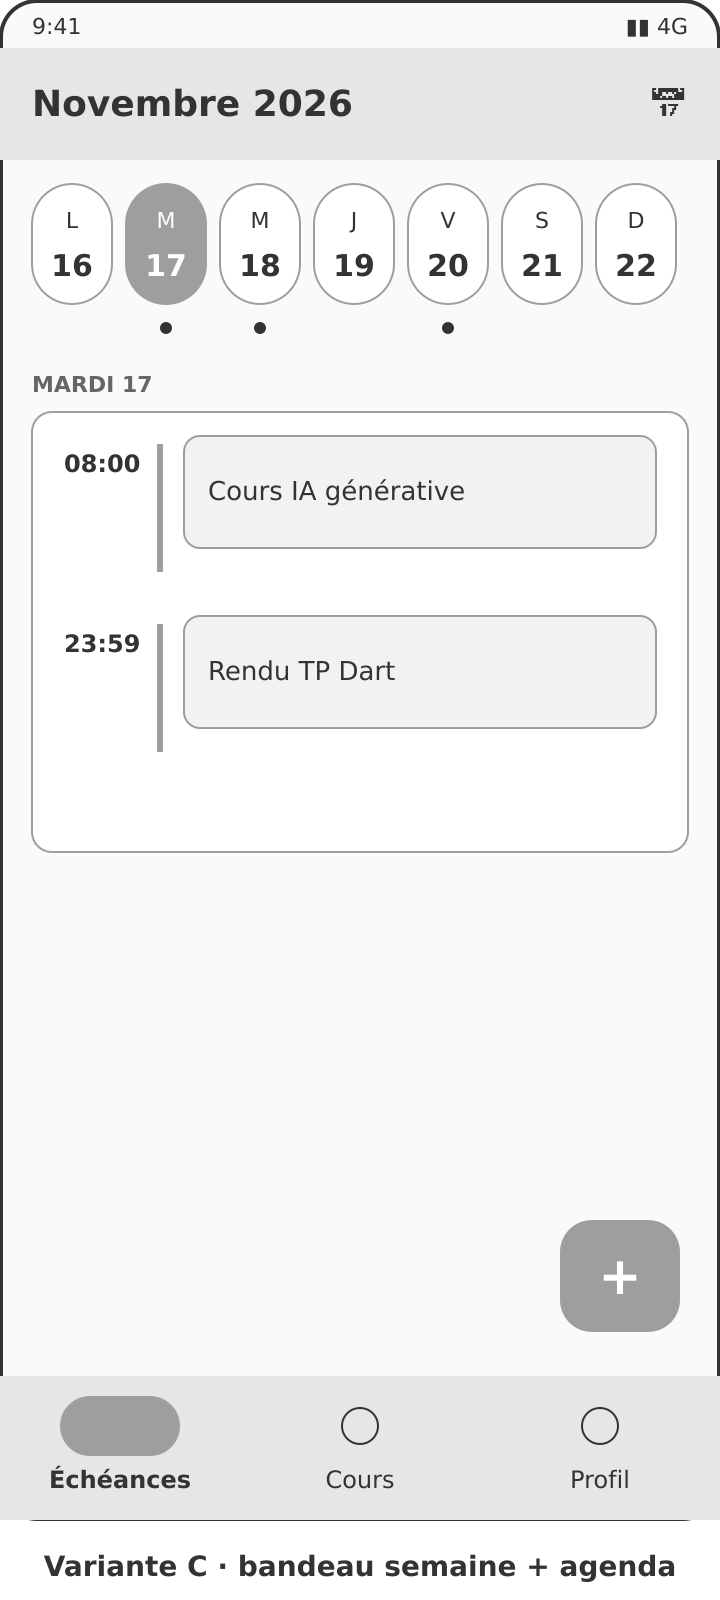 9:41 ▮▮ 4G
Novembre 2026 17
L M M J V S D
16 17 18 19 20 21 22
MARDI 17
08:00 Cours IA générative
23:59 Rendu TP Dart
+
Échéances Cours Profil
Variante C · bandeau semaine + agenda